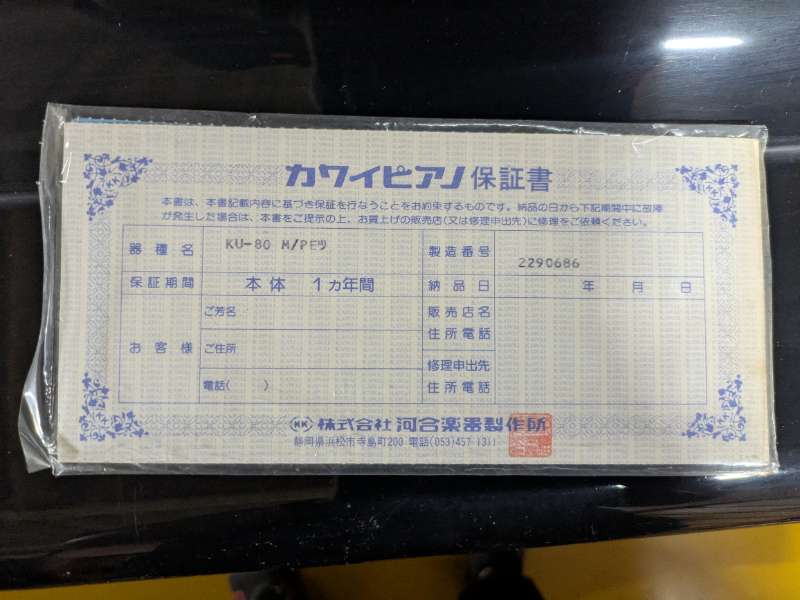 カワイピアノ保証書
本書は、本書記載内容に基づき保証を行なうことをお約束するものです。納品の日から下記期間中に故障
が発生した場合は、本書をご提示の上、お買上げの販売店(又は修理申出先)に修理をご依頼ください。
器種名 KU-80 M/PEツ 製造番号 2290686
保証期間 本体 1カ年間 納品日 年 月 日
お客様 ご芳名 販売店名
住所電話
ご住所
修理申出先
電話( ) 住所電話
KK 株式会社 河合楽器製作所
静岡県浜松市寺島町200 電話(053)457-1311